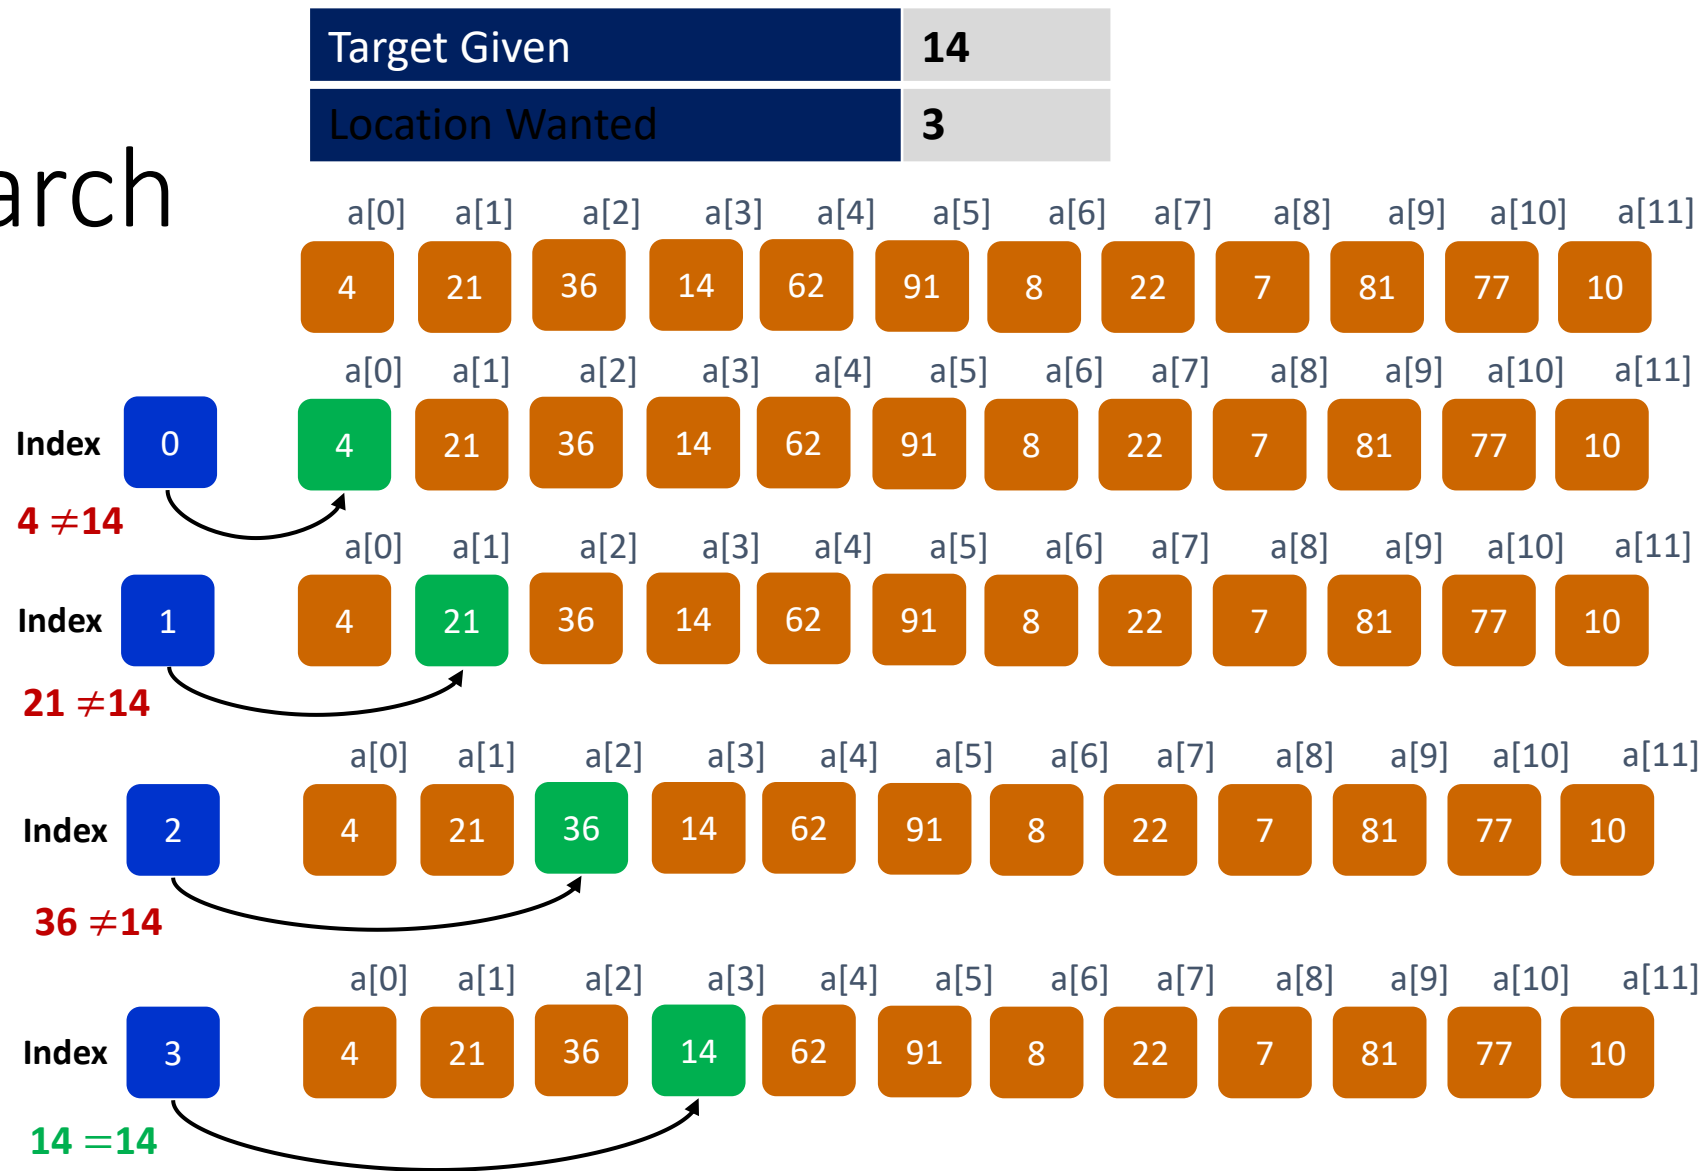 Target Given 14
Location Wanted 3
arch
a[0] a[1] a[2] a[3] a[4] a[5] a[6] a[7] a[8] a[9] a[10] a[11]
4 21 36 14 62 91 8 22 7 81 77 10
a[0] a[1] a[2] a[3] a[4] a[5] a[6] a[7] a[8] a[9] a[10] a[11]
Index 0 4 21 36 14 62 91 8 22 7 81 77 10
4 ≠14
a[0] a[1] a[2] a[3] a[4] a[5] a[6] a[7] a[8] a[9] a[10] a[11]
Index 1 4 21 36 14 62 91 8 22 7 81 77 10
21 ≠14
a[0] a[1] a[2] a[3] a[4] a[5] a[6] a[7] a[8] a[9] a[10] a[11]
Index 2 4 21 36 14 62 91 8 22 7 81 77 10
36 ≠14
a[0] a[1] a[2] a[3] a[4] a[5] a[6] a[7] a[8] a[9] a[10] a[11]
Index 3 4 21 36 14 62 91 8 22 7 81 77 10
14 =14